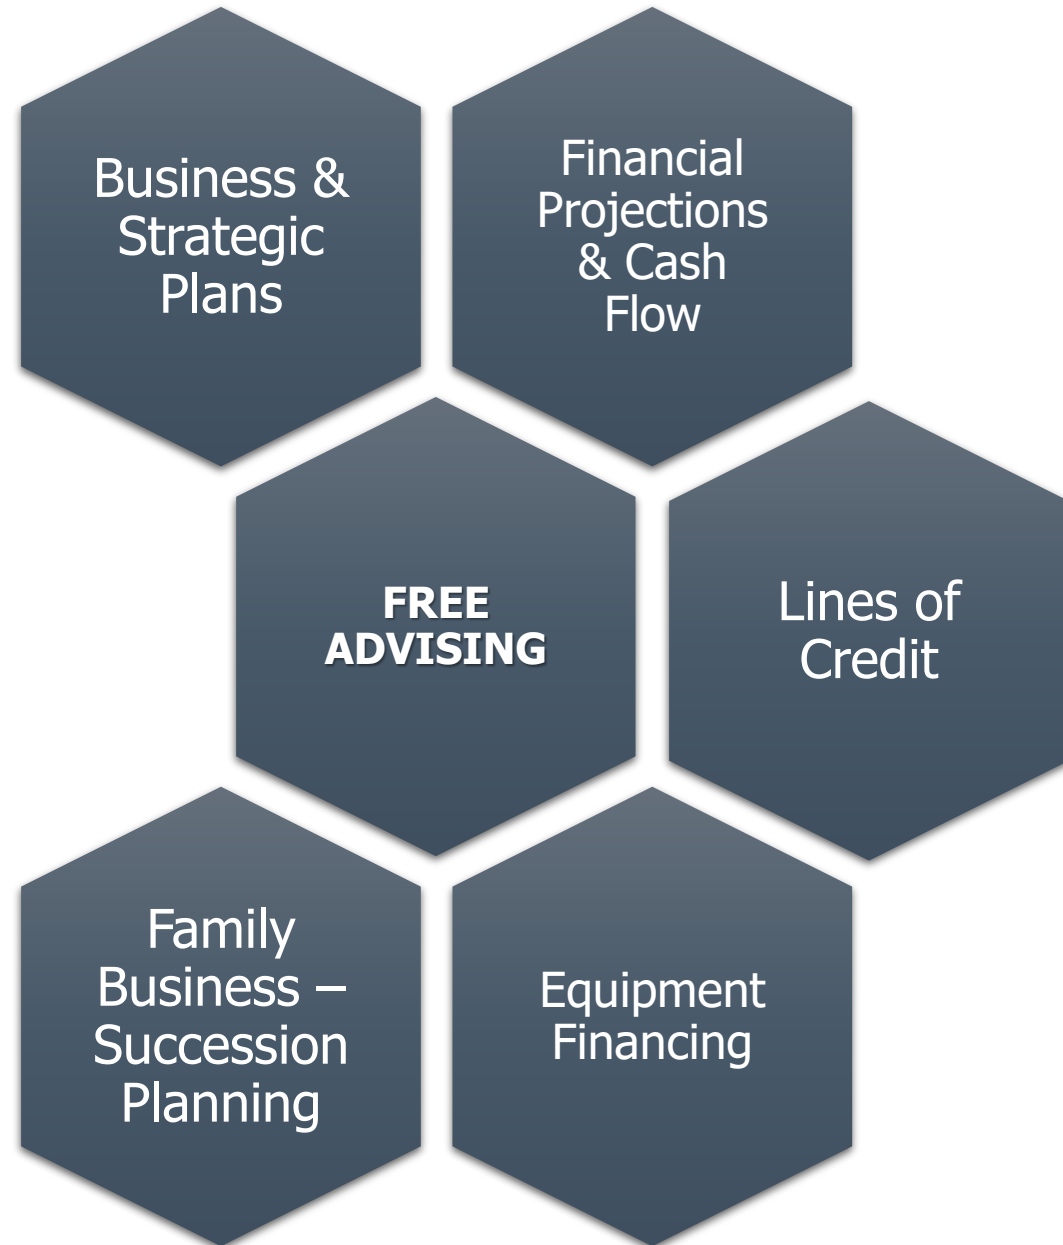 Business &
Strategic
Plans
Financial
Projections
& Cash
Flow
FREE
ADVISING
Lines of
Credit
Family
Business –
Succession
Planning
Equipment
Financing